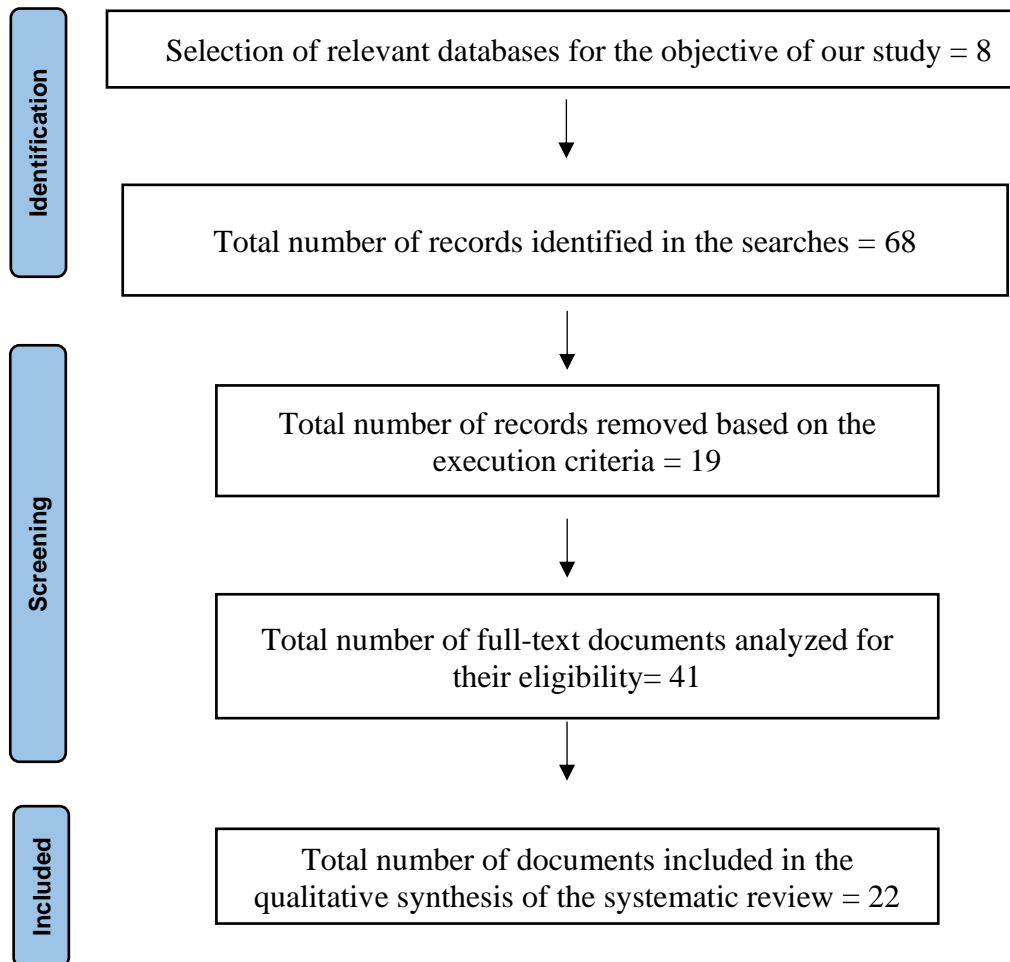 Identification
Selection of relevant databases for the objective of our study = 8
Total number of records identified in the searches = 68
Screening
Total number of records removed based on the
execution criteria = 19
Total number of full-text documents analyzed for
their eligibility= 41
Included
Total number of documents included in the
qualitative synthesis of the systematic review = 22